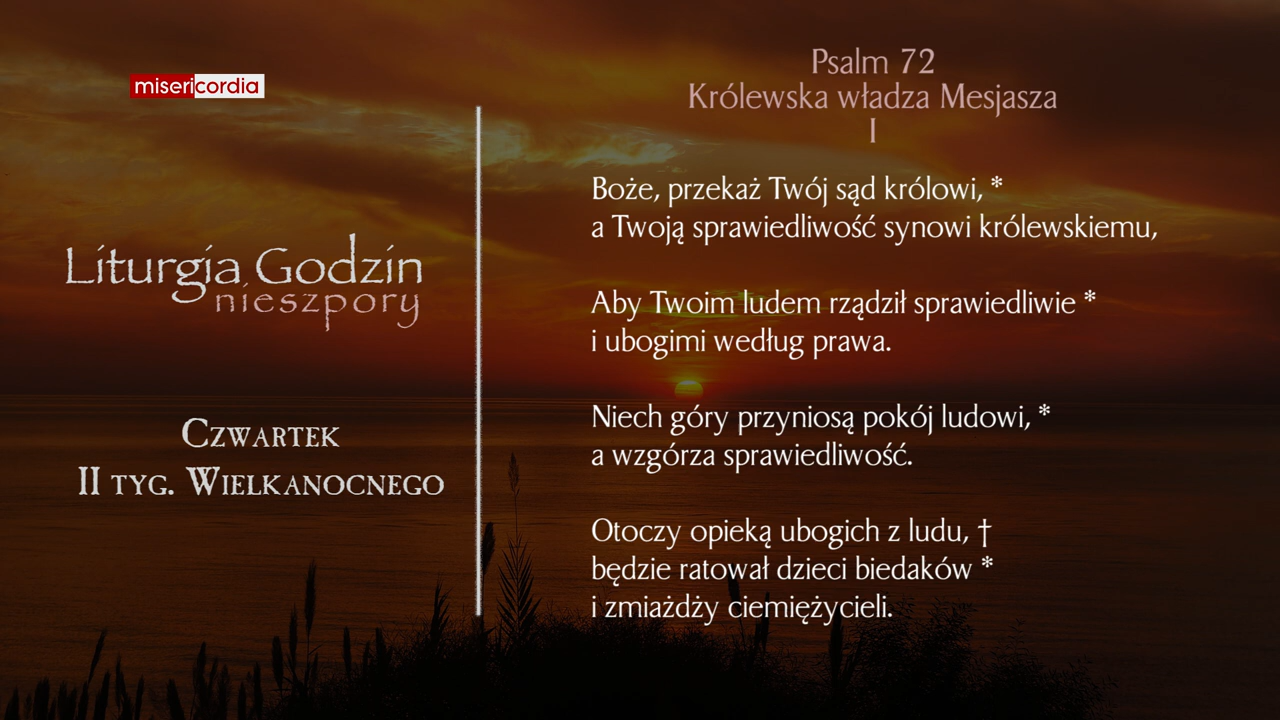 misericordia
Liturgia Godzin
nieszpory
Czwartek
II tyg. Wielkanocnego
Psalm 72
Królewska władza Mesjasza
I
Boże, przekaż Twój sąd królowi, *
a Twoją sprawiedliwość synowi królewskiemu,
Aby Twoim ludem rządził sprawiedliwie *
i ubogimi według prawa.
Niech góry przyniosą pokój ludowi, *
a wzgórza sprawiedliwość.
Otoczy opieką ubogich z ludu, †
będzie ratował dzieci biedaków *
i zmiażdży ciemiężycieli.